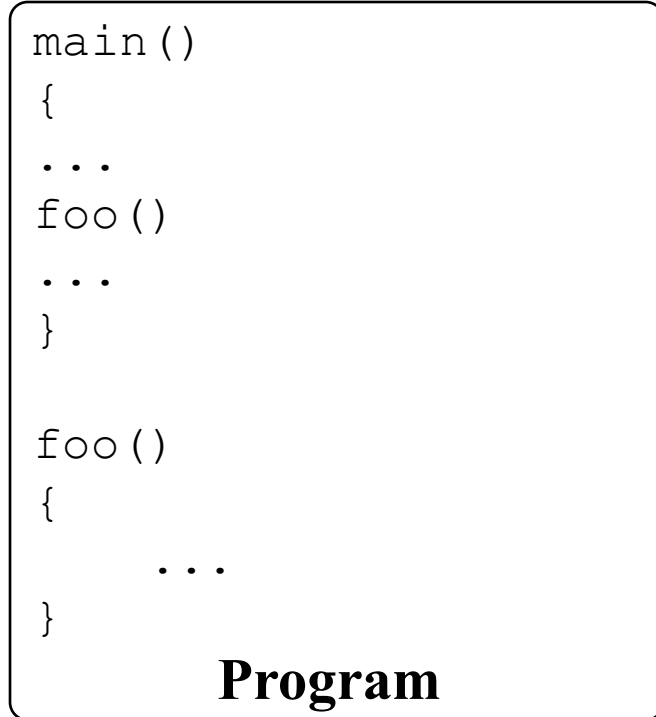 main()
{
...
foo()
...
}
foo()
{
...
}
Program